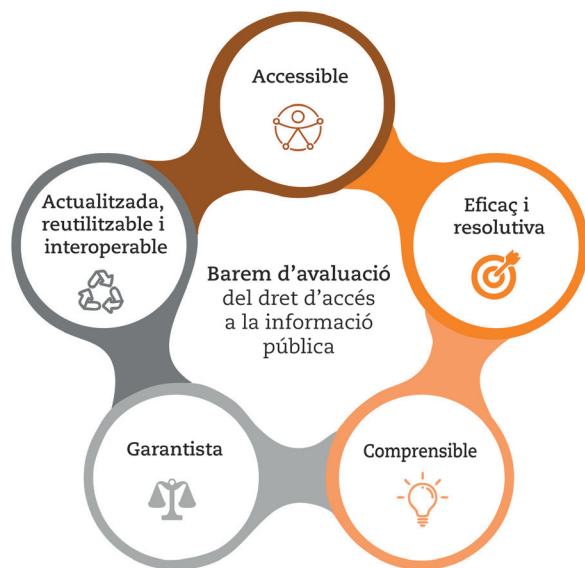 Accessible
Eficaç i
resolutiva
Actualitzada,
reutilitzable i
interoperable
Barem d’avaluació
del dret d’accés
a la informació
pública
Garantista
Comprensible